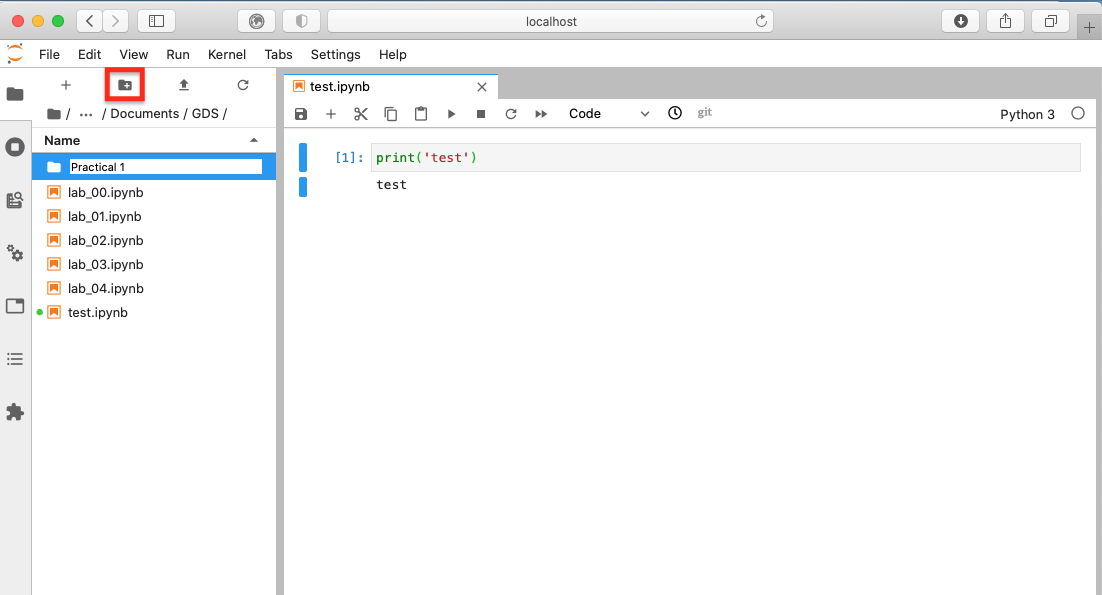 localhost
File Edit View Run Kernel Tabs Settings Help
test.ipynb
/ ... / Documents / GDS /
Code
git
Python 3
Name
Practical 1
lab_00.ipynb
lab_01.ipynb
lab_02.ipynb
lab_03.ipynb
lab_04.ipynb
test.ipynb
[1]: print('test')
test